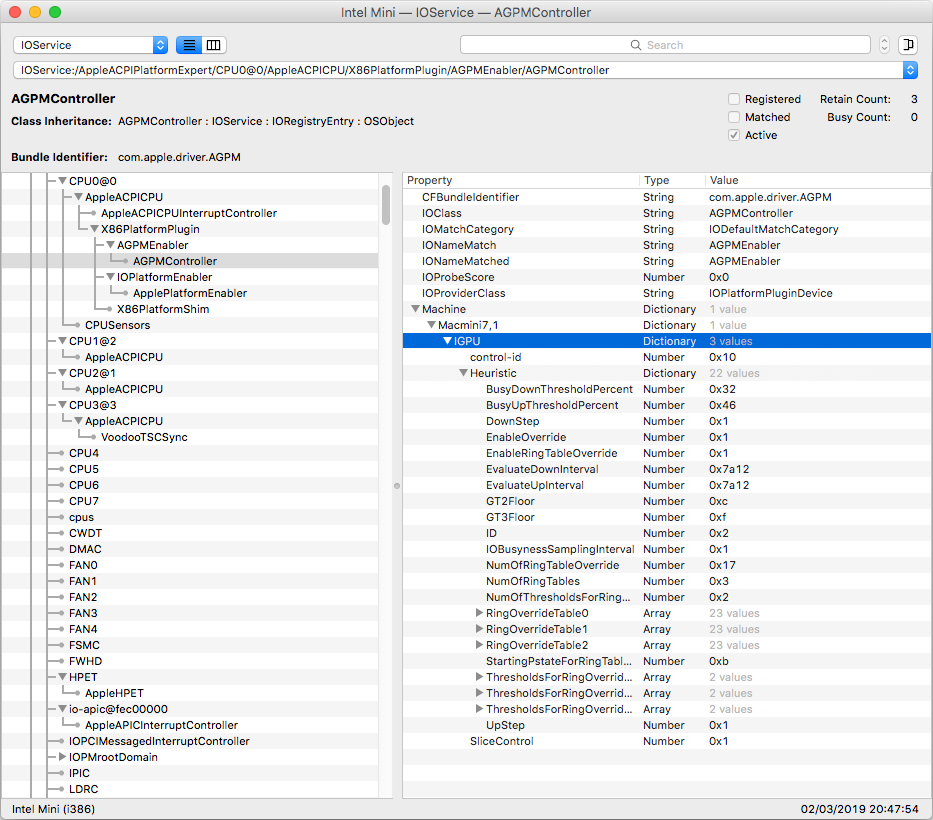 Intel Mini — IOService — AGPMController
IOService
Search
IOService:/AppleACPIPlatformExpert/CPU0@0/AppleACPICPU/X86PlatformPlugin/AGPMEnabler/AGPMController
AGPMController
Class Inheritance: AGPMController : IOService : IORegistryEntry : OSObject
Bundle Identifier: com.apple.driver.AGPM
Registered Retain Count: 3
Matched Busy Count: 0
Active
CPU0@0
AppleACPICPU
AppleACPICPUInterruptController
X86PlatformPlugin
AGPMEnabler
AGPMController
IOPlatformEnabler
ApplePlatformEnabler
X86PlatformShim
CPUSensors
CPU1@2
AppleACPICPU
CPU2@1
AppleACPICPU
CPU3@3
AppleACPICPU
VoodooTSCSync
CPU4
CPU5
CPU6
CPU7
cpus
CWDT
DMAC
FAN0
FAN1
FAN2
FAN3
FAN4
FSMC
FWHD
HPET
AppleHPET
io-apic@fec00000
AppleAPICInterruptController
IOPCIMessagedInterruptController
IOPMrootDomain
IPIC
LDRC
Property Type Value
CFBundleIdentifier String com.apple.driver.AGPM
IOClass String AGPMController
IOMatchCategory String IODefaultMatchCategory
IONameMatch String AGPMEnabler
IONameMatched String AGPMEnabler
IOProbeScore Number 0x0
IOProviderClass String IOPlatformPluginDevice
Machine Dictionary 1 value
Macmini7,1 Dictionary 1 value
IGPU Dictionary 3 values
control-id Number 0x10
Heuristic Dictionary 22 values
BusyDownThresholdPercent Number 0x32
BusyUpThresholdPercent Number 0x46
DownStep Number 0x1
EnableOverride Number 0x1
EnableRingTableOverride Number 0x1
EvaluateDownInterval Number 0x7a12
EvaluateUpInterval Number 0x7a12
GT2Floor Number 0xc
GT3Floor Number 0xf
ID Number 0x2
IOBusynessSamplingInterval Number 0x1
NumOfRingTableOverride Number 0x17
NumOfRingTables Number 0x3
NumOfThresholdsForRing... Number 0x2
RingOverrideTable0 Array 23 values
RingOverrideTable1 Array 23 values
RingOverrideTable2 Array 23 values
StartingPstateForRingTabl... Number 0xb
ThresholdsForRingOverrid... Array 2 values
ThresholdsForRingOverrid... Array 2 values
ThresholdsForRingOverrid... Array 2 values
UpStep Number 0x1
SliceControl Number 0x1
Intel Mini (i386) 02/03/2019 20:47:54